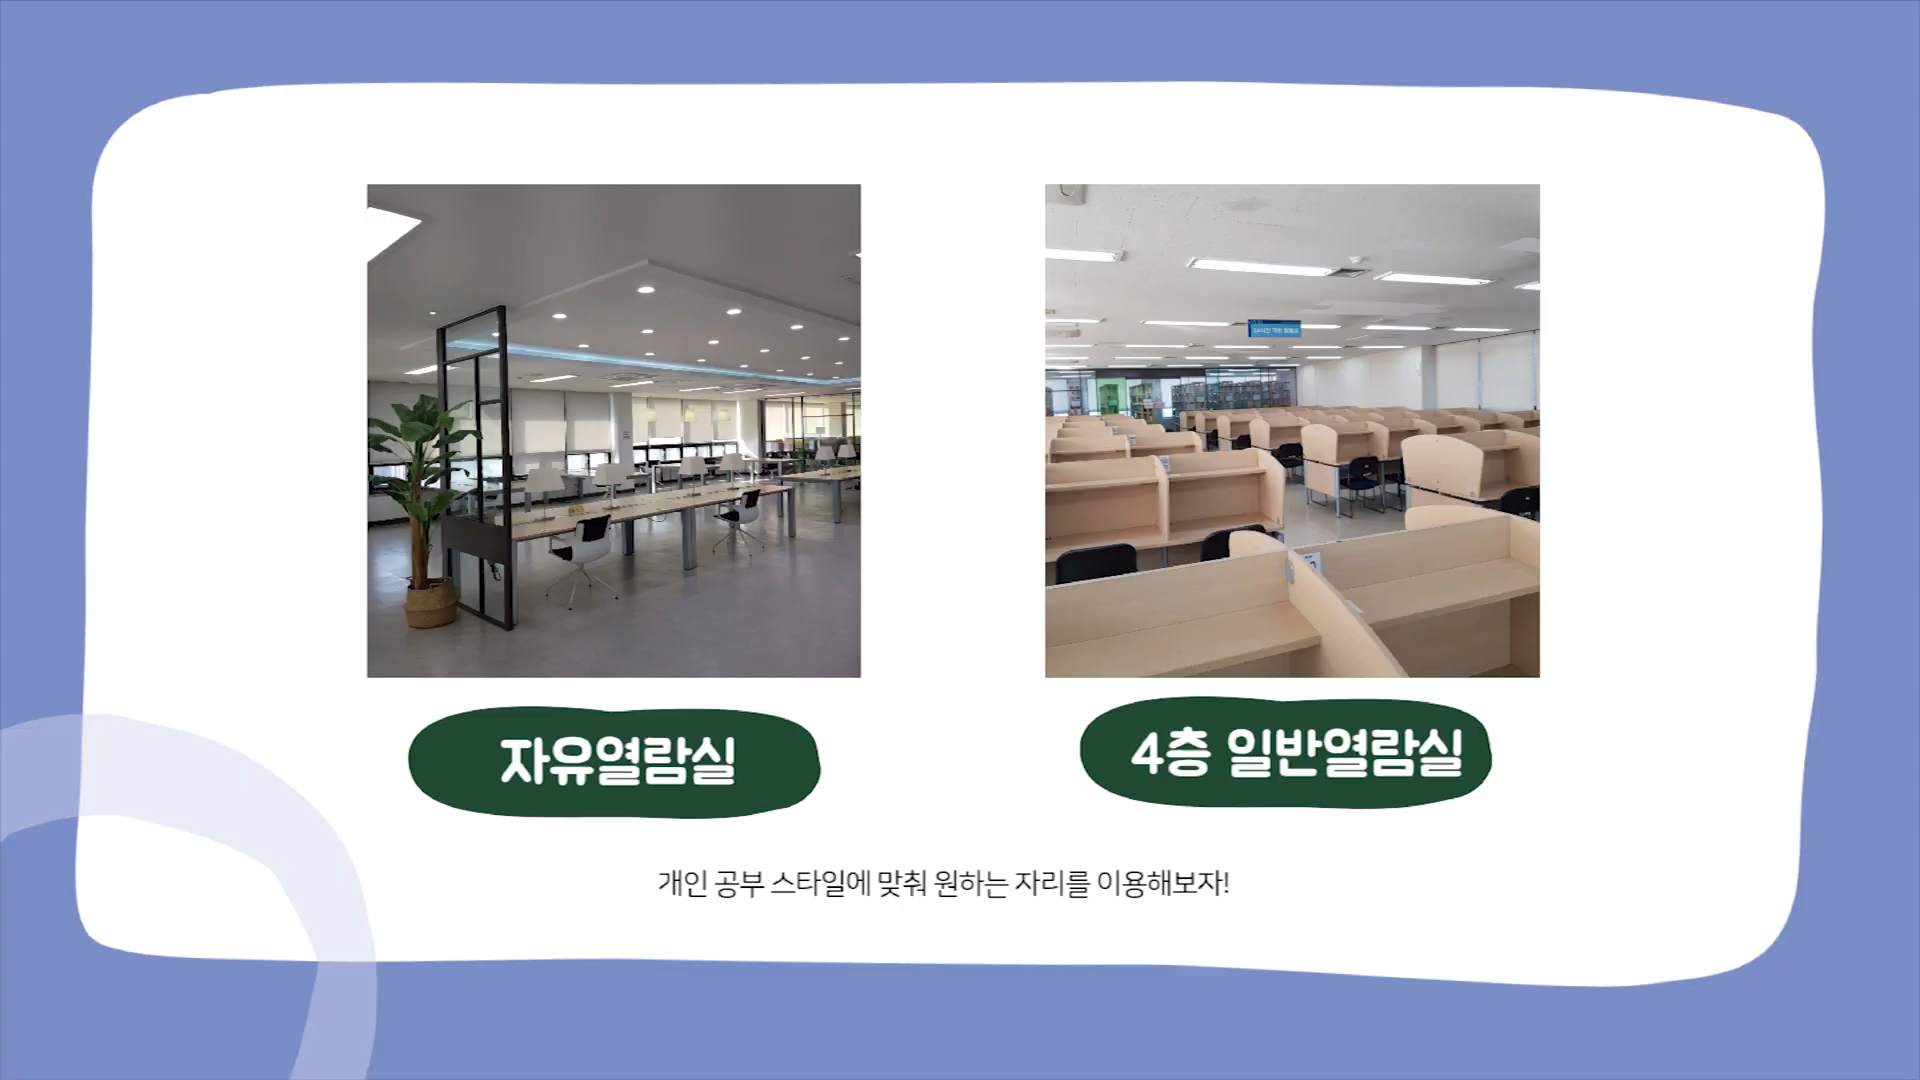 자유열람실
4층 일반열람실
개인 공부 스타일에 맞춰 원하는 자리를 이용해보자!